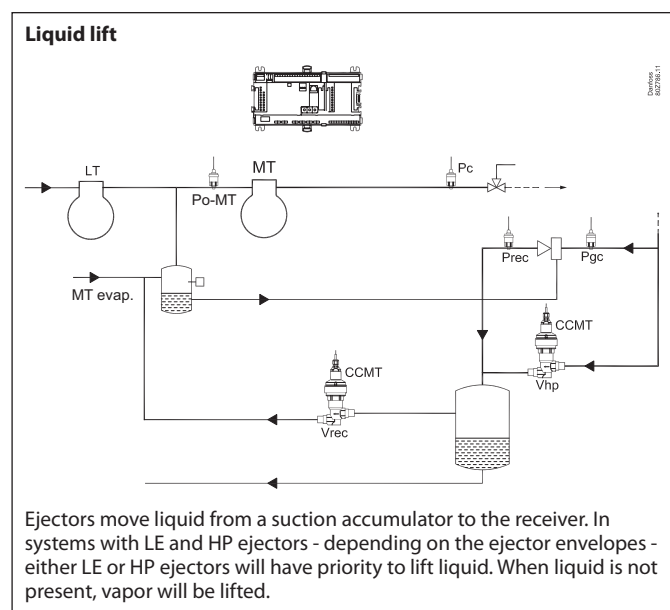 Liquid lift
Danfoss
80Z786.11
LT
Po-MT
MT
Pc
Prec
Pgc
MT evap.
CCMT
Vhp
CCMT
Vrec
Ejectors move liquid from a suction accumulator to the receiver. In
systems with LE and HP ejectors - depending on the ejector envelopes -
either LE or HP ejectors will have priority to lift liquid. When liquid is not
present, vapor will be lifted.